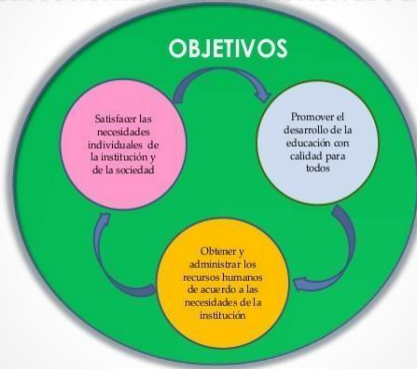 OBJETIVOS
Satisfacer las
necesidades
individuales de
la institución y
de la sociedad
Promover el
desarrollo de la
educación con
calidad para
todos
Obtener y
administrar los
recursos humanos
de acuerdo a las
necesidades de la
institución